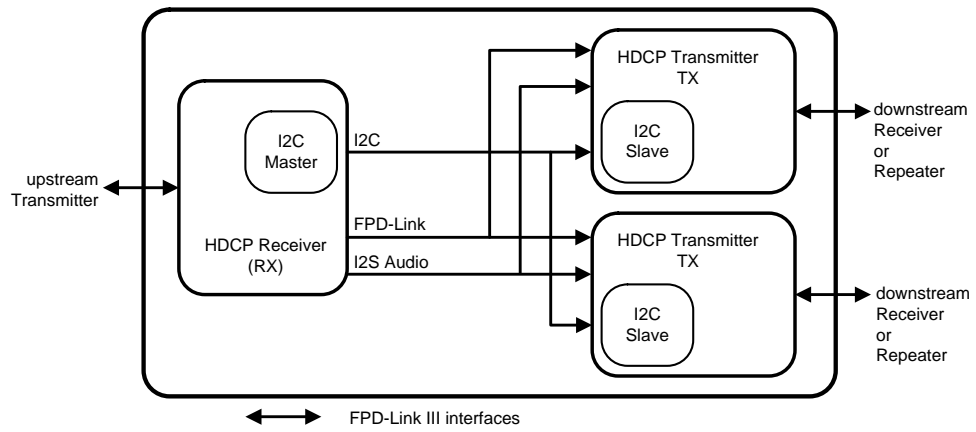 HDCP Transmitter
TX
I2C
Slave
downstream
Receiver
or
Repeater
I2C
Master
I2C
upstream
Transmitter
HDCP Receiver
(RX)
FPD-Link
I2S Audio
HDCP Transmitter
TX
I2C
Slave
downstream
Receiver
or
Repeater
FPD-Link III interfaces